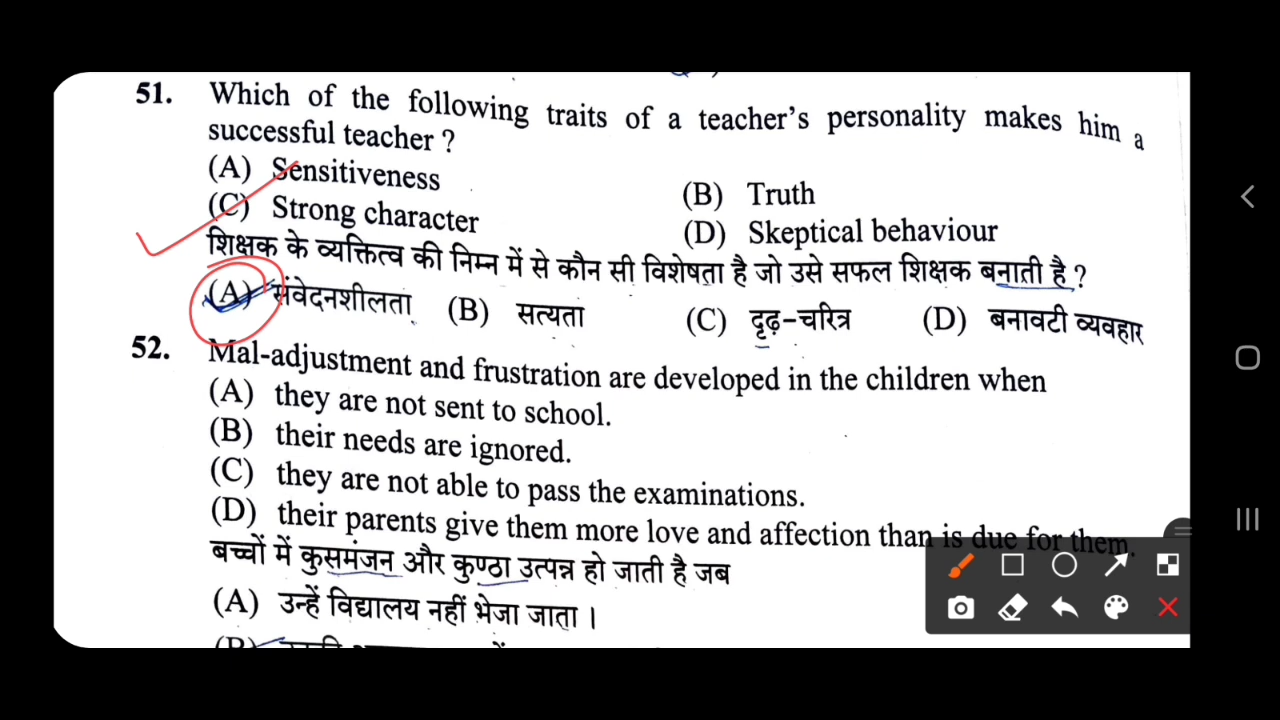 51. Which of the following traits of a teacher's personality makes him a
successful teacher ?
(A) Sensitiveness
(B) Truth
(C) Strong character
(D) Skeptical behaviour
शिक्षक के व्यक्तित्व की निम्न में से कौन सी विशेषता है जो उसे सफल शिक्षक बनाती है ?
(A) संवेदनशीलता (B) सत्यता (C) दृढ़-चरित्र (D) बनावटी व्यवहार
52. Mal-adjustment and frustration are developed in the children when
(A) they are not sent to school.
(B) their needs are ignored.
(C) they are not able to pass the examinations.
(D) their parents give them more love and affection than is due for them.
बच्चों में कुसमंजन और कुण्ठा उत्पन्न हो जाती है जब
(A) उन्हें विद्यालय नहीं भेजा जाता ।
(B)